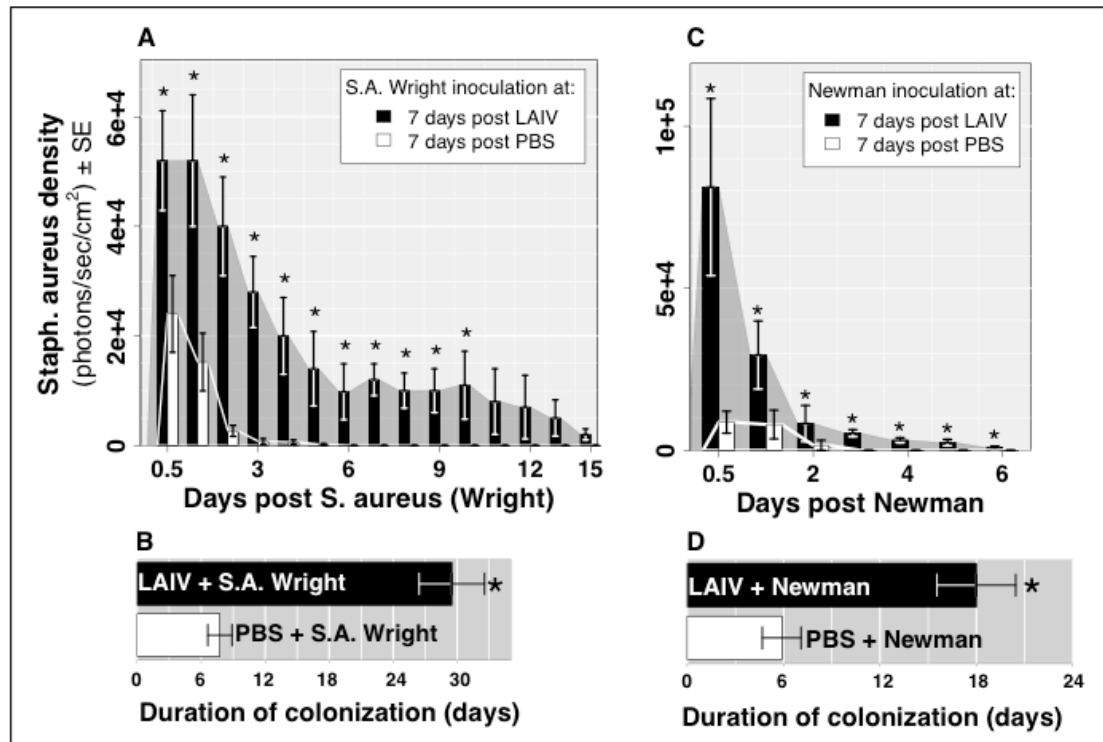 A
S.A. Wright inoculation at:
7 days post LAIV
7 days post PBS
Staph. aureus density
(photons/sec/cm²) ± SE
6e+4
4e+4
2e+4
0
* * * * * * * * * * *
0.5 3 6 9 12 15
Days post S. aureus (Wright)
B
LAIV + S.A. Wright
*
PBS + S.A. Wright
0 6 12 18 24 30
Duration of colonization (days)
C
Newman inoculation at:
7 days post LAIV
7 days post PBS
1e+5
5e+4
0
* * * * * * *
0.5 2 4 6
Days post Newman
D
LAIV + Newman
*
PBS + Newman
0 6 12 18 24
Duration of colonization (days)